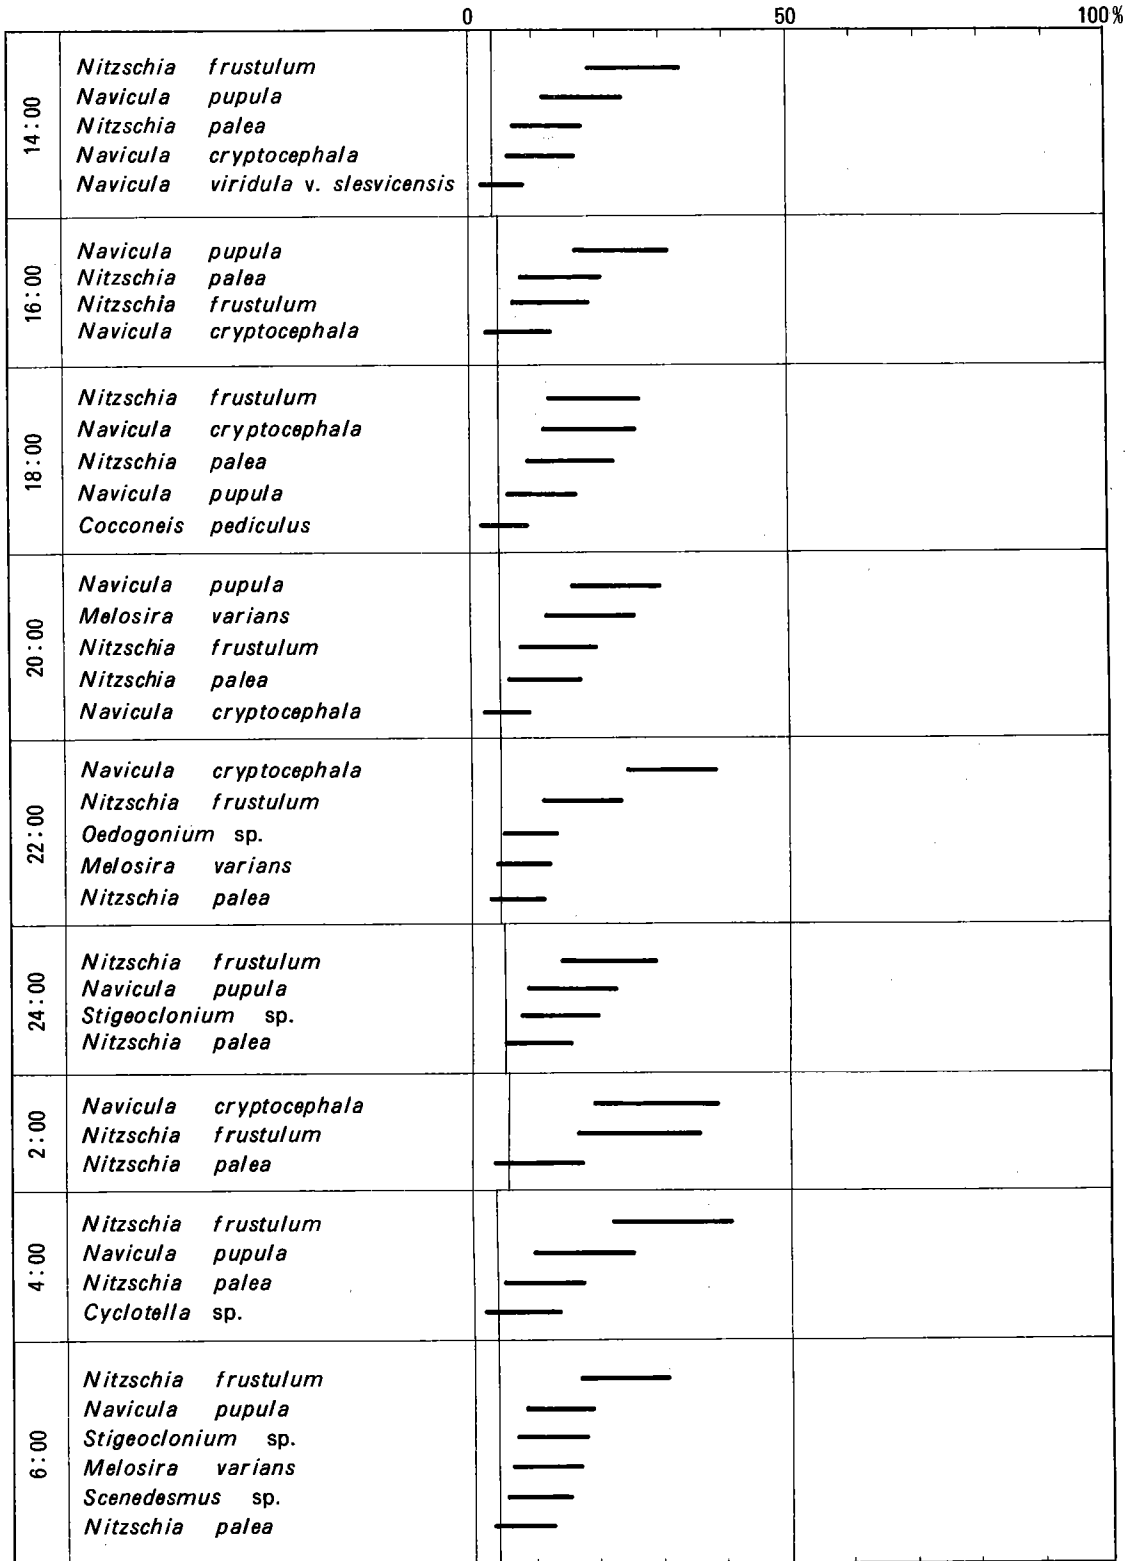 0 50 100%
14:00
Nitzschia frustulum
Navicula pupula
Nitzschia palea
Navicula cryptocephala
Navicula viridula v. slesvicensis
16:00
Navicula pupula
Nitzschia palea
Nitzschia frustulum
Navicula cryptocephala
18:00
Nitzschia frustulum
Navicula cryptocephala
Nitzschia palea
Navicula pupula
Cocconeis pediculus
20:00
Navicula pupula
Melosira varians
Nitzschia frustulum
Nitzschia palea
Navicula cryptocephala
22:00
Navicula cryptocephala
Nitzschia frustulum
Oedogonium sp.
Melosira varians
Nitzschia palea
24:00
Nitzschia frustulum
Navicula pupula
Stigeoclonium sp.
Nitzschia palea
2:00
Navicula cryptocephala
Nitzschia frustulum
Nitzschia palea
4:00
Nitzschia frustulum
Navicula pupula
Nitzschia palea
Cyclotella sp.
6:00
Nitzschia frustulum
Navicula pupula
Stigeoclonium sp.
Melosira varians
Scenedesmus sp.
Nitzschia palea